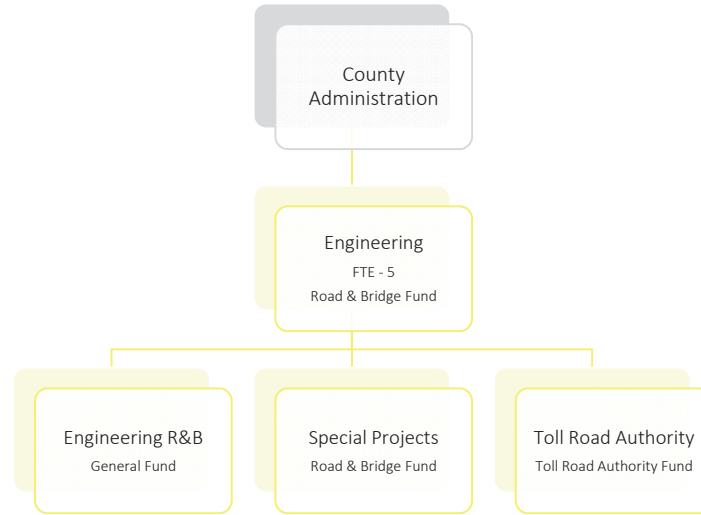 County
Administration
Engineering
FTE - 5
Road & Bridge Fund
Engineering R&B
General Fund
Special Projects
Road & Bridge Fund
Toll Road Authority
Toll Road Authority Fund